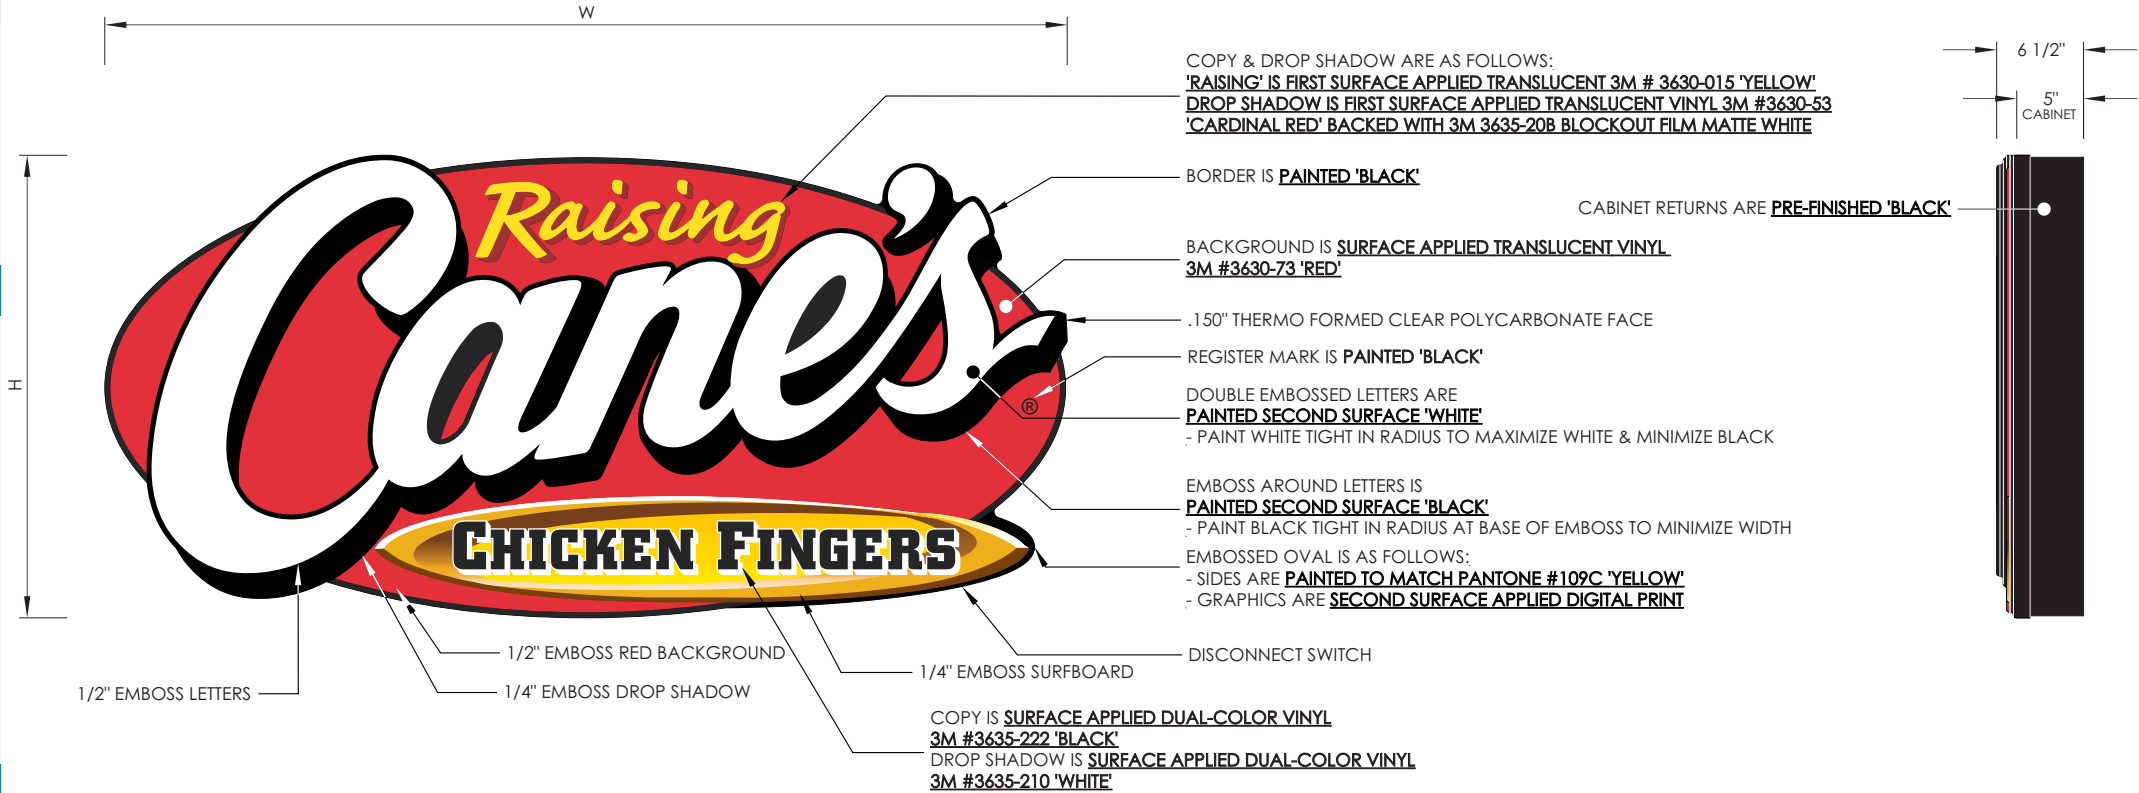 W
6 1/2"
5"
CABINET
COPY & DROP SHADOW ARE AS FOLLOWS:
'RAISING' IS FIRST SURFACE APPLIED TRANSLUCENT 3M # 3630-015 'YELLOW'
DROP SHADOW IS FIRST SURFACE APPLIED TRANSLUCENT VINYL 3M #3630-53
'CARDINAL RED' BACKED WITH 3M 3635-20B BLOCKOUT FILM MATTE WHITE
BORDER IS PAINTED 'BLACK'
CABINET RETURNS ARE PRE-FINISHED 'BLACK'
BACKGROUND IS SURFACE APPLIED TRANSLUCENT VINYL
3M #3630-73 'RED'
.150" THERMO FORMED CLEAR POLYCARBONATE FACE
REGISTER MARK IS PAINTED 'BLACK'
DOUBLE EMBOSSED LETTERS ARE
PAINTED SECOND SURFACE 'WHITE'
- PAINT WHITE TIGHT IN RADIUS TO MAXIMIZE WHITE & MINIMIZE BLACK
EMBOSS AROUND LETTERS IS
PAINTED SECOND SURFACE 'BLACK'
- PAINT BLACK TIGHT IN RADIUS AT BASE OF EMBOSS TO MINIMIZE WIDTH
EMBOSSED OVAL IS AS FOLLOWS:
- SIDES ARE PAINTED TO MATCH PANTONE #109C 'YELLOW'
- GRAPHICS ARE SECOND SURFACE APPLIED DIGITAL PRINT
DISCONNECT SWITCH
H
Raising
Cane's
®
CHICKEN FINGERS
1/2" EMBOSS RED BACKGROUND
1/4" EMBOSS SURFBOARD
1/2" EMBOSS LETTERS
1/4" EMBOSS DROP SHADOW
COPY IS SURFACE APPLIED DUAL-COLOR VINYL
3M #3635-222 'BLACK'
DROP SHADOW IS SURFACE APPLIED DUAL-COLOR VINYL
3M #3635-210 'WHITE'